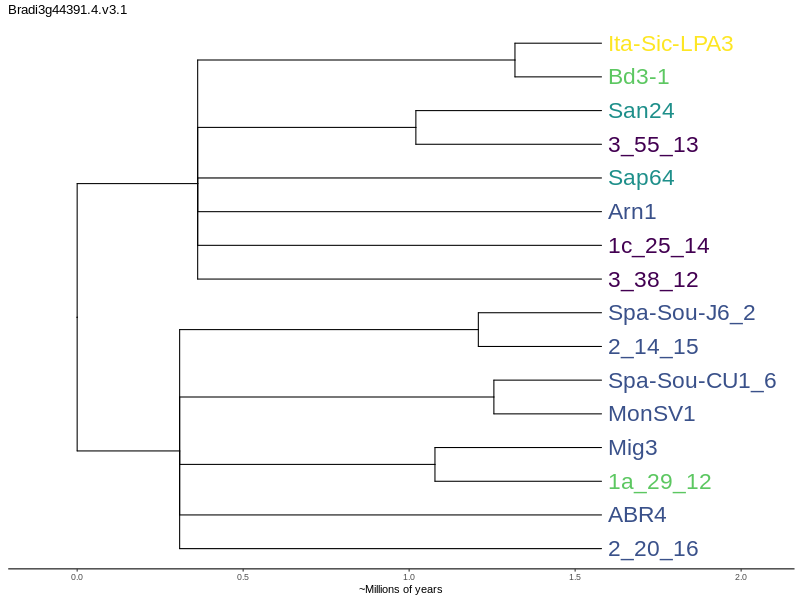 Bradi3g44391.4.v3.1
Ita-Sic-LPA3
Bd3-1
San24
3_55_13
Sap64
Arn1
1c_25_14
3_38_12
Spa-Sou-J6_2
2_14_15
Spa-Sou-CU1_6
MonSV1
Mig3
1a_29_12
ABR4
2_20_16
0.0 0.5 1.0 1.5 2.0
~Millions of years